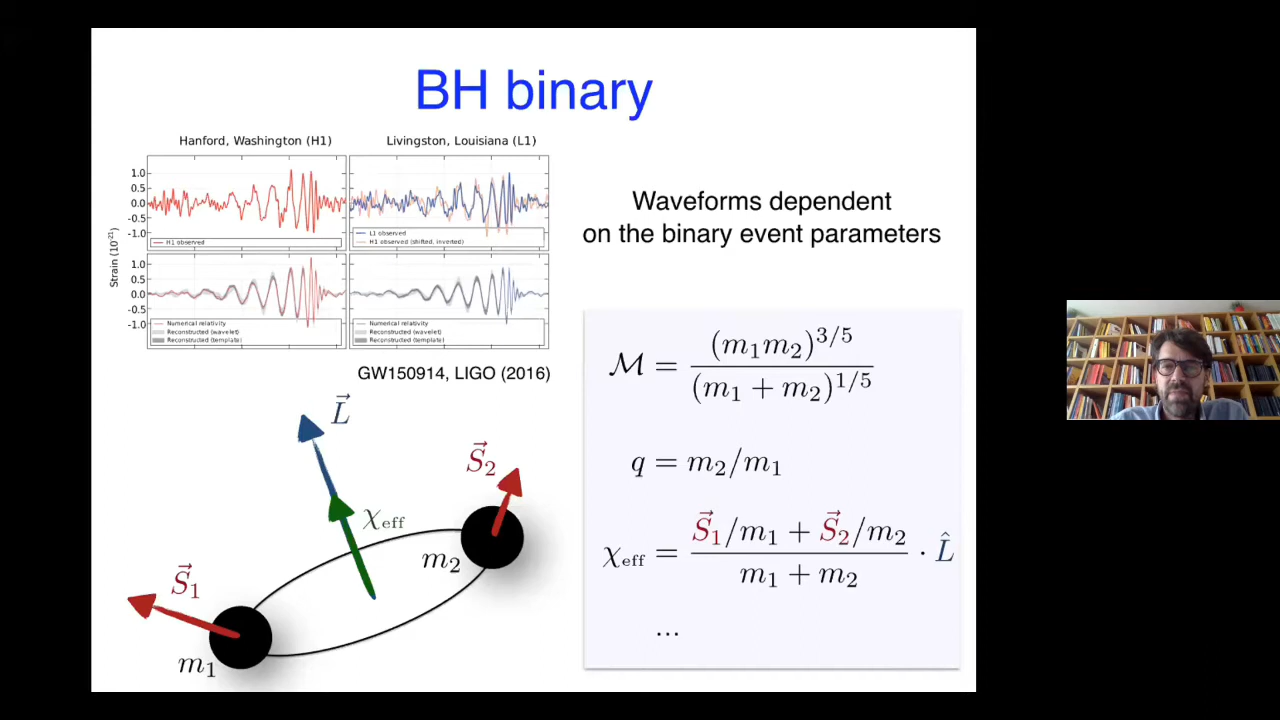 BH binary
Hanford, Washington (H1)
Livingston, Louisiana (L1)
1.0
0.5
0.0
-0.5
-1.0
H1 observed
L1 observed
H1 observed (shifted, inverted)
Strain (10⁻²¹)
1.0
0.5
0.0
-0.5
-1.0
Numerical relativity
Reconstructed (wavelet)
Reconstructed (template)
Numerical relativity
Reconstructed (wavelet)
Reconstructed (template)
GW150914, LIGO (2016)
Waveforms dependent
on the binary event parameters
ℳ = (m₁m₂)^{3/5} / (m₁ + m₂)^{1/5}
q = m₂/m₁
χ_eff = (S⃗₁/m₁ + S⃗₂/m₂) / (m₁ + m₂) · L̂
...
L⃗
S⃗₂
χ_eff
m₂
S⃗₁
m₁